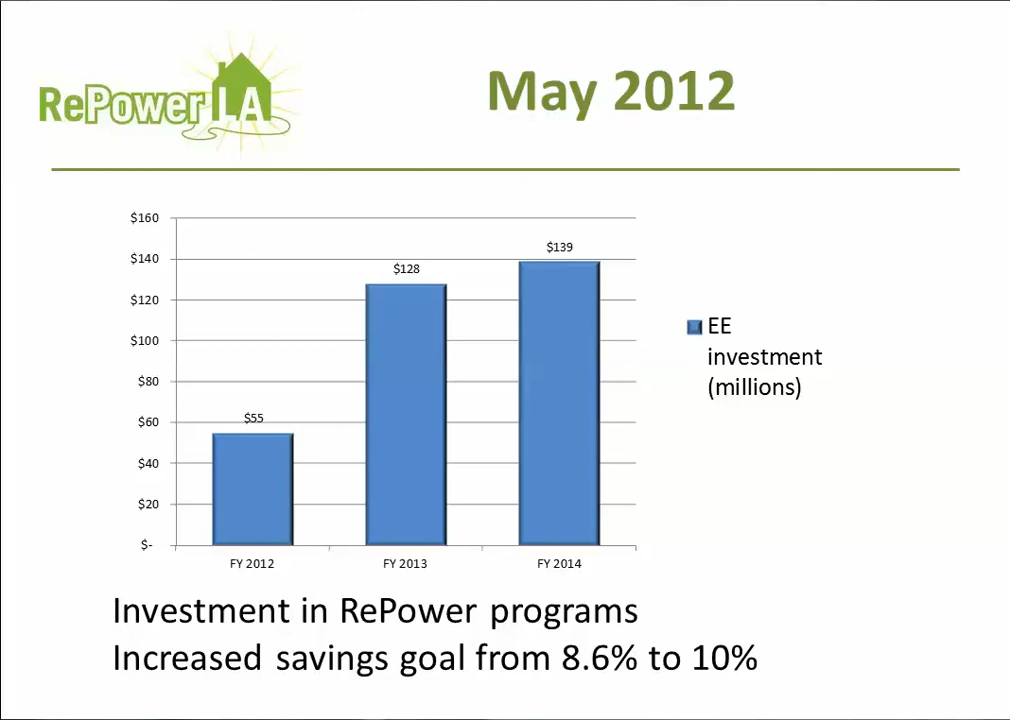 RePower LA
May 2012
$160
$140
$120
$100
$80
$60
$40
$20
$-
$55
$128
$139
FY 2012
FY 2013
FY 2014
EE
investment
(millions)
Investment in RePower programs
Increased savings goal from 8.6% to 10%